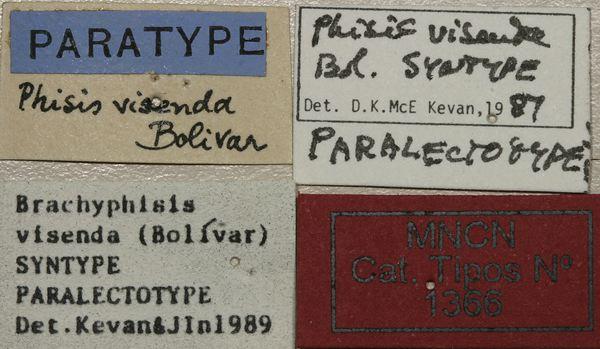 PARATYPE
Phisis visenda
Bolivar
Phisis visenda
Bol. SYNTYPE
Det. D.K.McE Kevan, 1987
PARALECTOTYPE
Brachyphisis
visenda (Bolívar)
SYNTYPE
PARALECTOTYPE
Det.Kevan&JIn1989
MNCN
Cat. Tipos Nº
1366